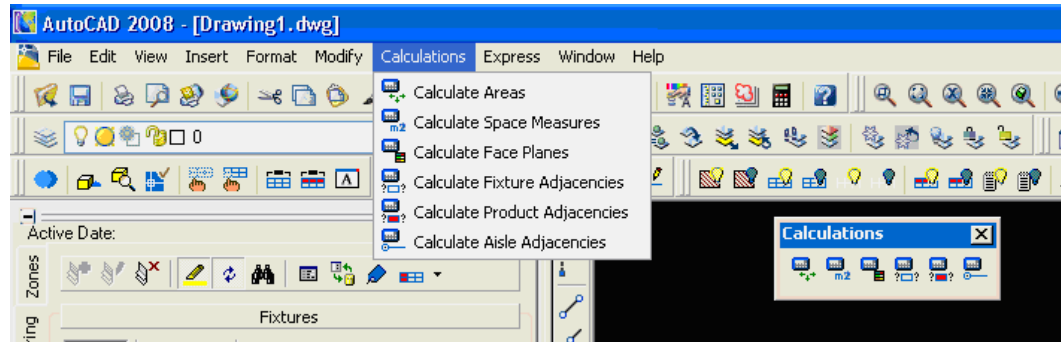 AutoCAD 2008 - [Drawing1.dwg]
File Edit View Insert Format Modify Calculations Express Window Help
Calculate Areas
0
Calculate Space Measures
Calculate Face Planes
Calculate Fixture Adjacencies
Calculate Product Adjacencies
Calculate Aisle Adjacencies
Active Date:
Zones
Fixtures
Calculations